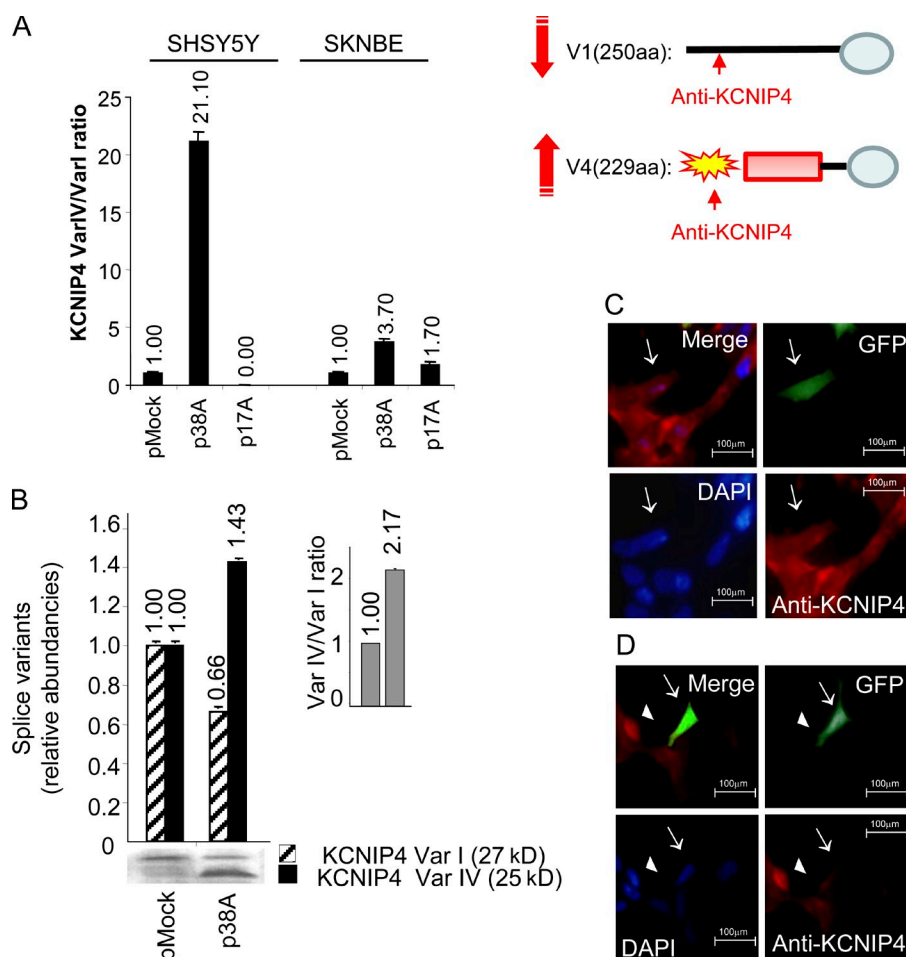 A
SHSY5Y
SKNBE
KCNIP4 VarIV/VarI ratio
25
20
15
10
5
0
1.00
21.10
0.00
1.00
3.70
1.70
pMock
p38A
p17A
pMock
p38A
p17A
V1(250aa):
Anti-KCNIP4
V4(229aa):
Anti-KCNIP4
B
Splice variants
(relative abundancies)
1.6
1.4
1.2
1.0
0.8
0.6
0.4
0.2
0
1.00
1.00
0.66
1.43
Var IV/Var I ratio
2
1
0
1.00
2.17
KCNIP4 Var I (27 kD)
KCNIP4 Var IV (25 kD)
pMock
p38A
C
Merge
100µm
GFP
100µm
DAPI
100µm
100µm
Anti-KCNIP4
D
Merge
100µm
GFP
100µm
DAPI
100µm
100µm
Anti-KCNIP4